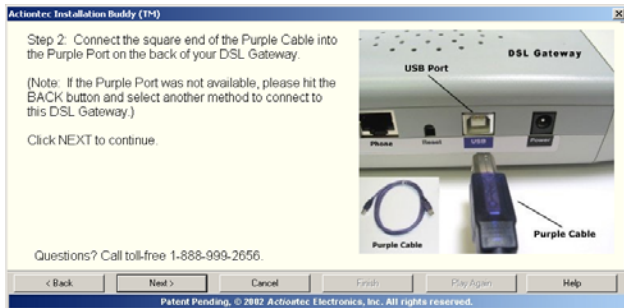 Actiontec Installation Buddy (TM)
Step 2: Connect the square end of the Purple Cable into
the Purple Port on the back of your DSL Gateway.
(Note: If the Purple Port was not available, please hit the
BACK button and select another method to connect to
this DSL Gateway.)
Click NEXT to continue.
DSL Gateway
USB Port
Phone
Reset
USB
Power
Purple Cable
Purple Cable
Questions? Call toll-free 1-888-999-2656.
< Back
Next >
Cancel
Finish
Play Again
Help
Patent Pending, © 2002 Actiontec Electronics, Inc. All rights reserved.